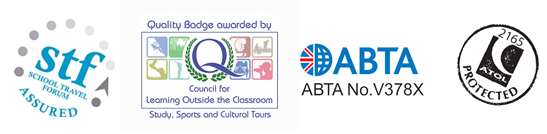 stf
SCHOOL TRAVEL
FORUM
ASSURED
Quality Badge awarded by
Q
Council for
Learning Outside the Classroom
Study, Sports and Cultural Tours
ABTA
ABTA No.V378X
2165
ATOL
PROTECTED